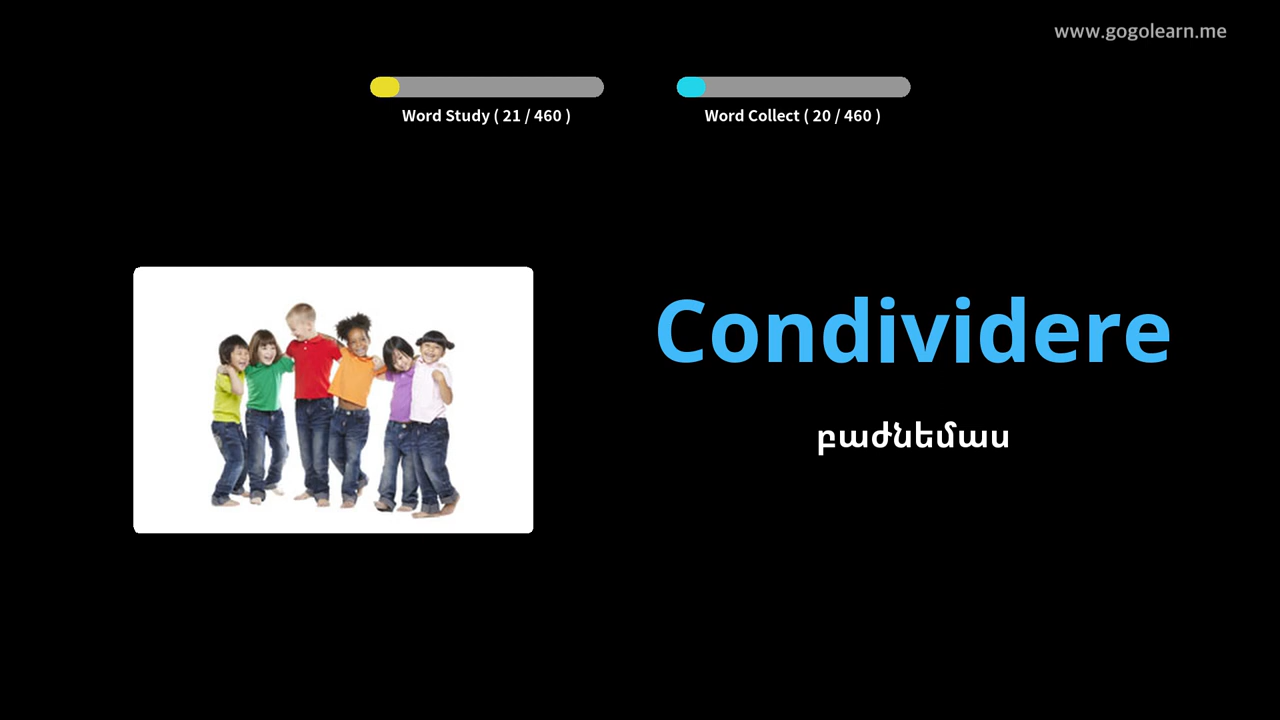 www.gogolearn.me
Word Study ( 21 / 460 )
Word Collect ( 20 / 460 )
Condividere
բաժնեմաս